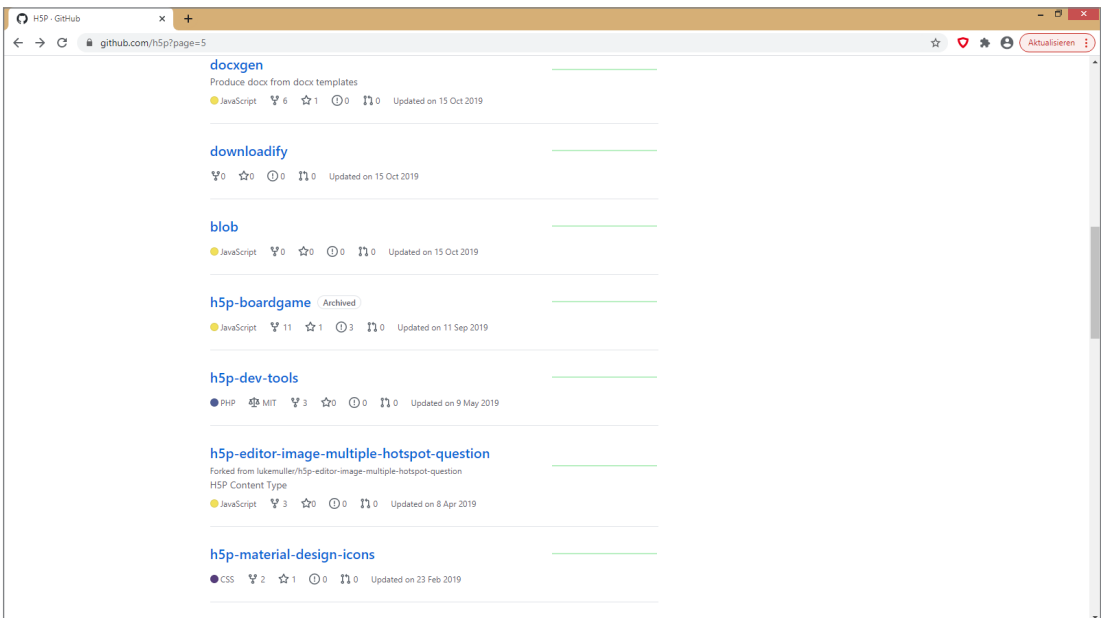 H5P · GitHub
github.com/h5p?page=5
Aktualisieren
docxgen
Produce docx from docx templates
JavaScript 6 1 0 0 Updated on 15 Oct 2019
downloadify
0 0 0 0 Updated on 15 Oct 2019
blob
JavaScript 0 0 0 0 Updated on 15 Oct 2019
h5p-boardgame Archived
JavaScript 11 1 3 0 Updated on 11 Sep 2019
h5p-dev-tools
PHP MIT 3 0 0 0 Updated on 9 May 2019
h5p-editor-image-multiple-hotspot-question
Forked from lukemuller/h5p-editor-image-multiple-hotspot-question
H5P Content Type
JavaScript 3 0 0 0 Updated on 8 Apr 2019
h5p-material-design-icons
CSS 2 1 0 0 Updated on 23 Feb 2019